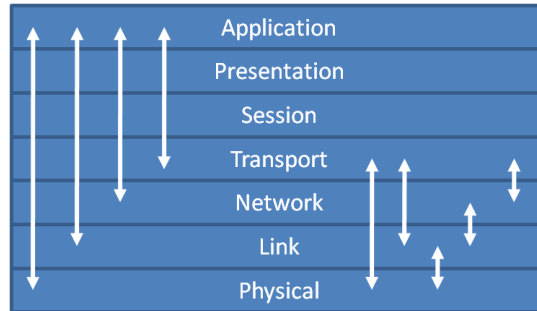 Application
Presentation
Session
Transport
Network
Link
Physical